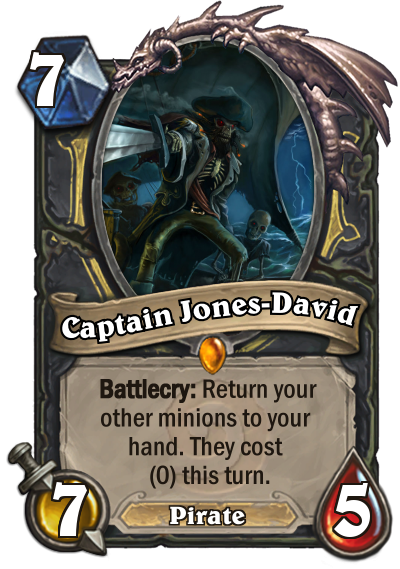 7
Captain Jones-David
Battlecry: Return your
other minions to your
hand. They cost
(0) this turn.
7
Pirate
5